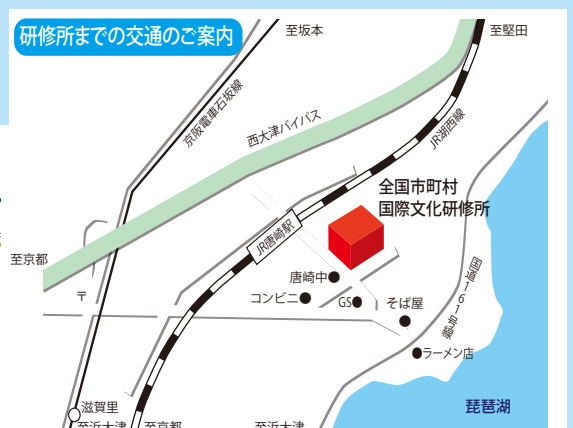 研修所までの交通のご案内
至坂本
至堅田
京阪電車石坂線
西大津バイパス
JR湖西線
全国市町村
国際文化研修所
JR唐崎駅
至京都
唐崎中
コンビニ
GS
そば屋
国道161号線
〒
ラーメン店
滋賀里
琵琶湖
至浜大津
至京都
至浜大津